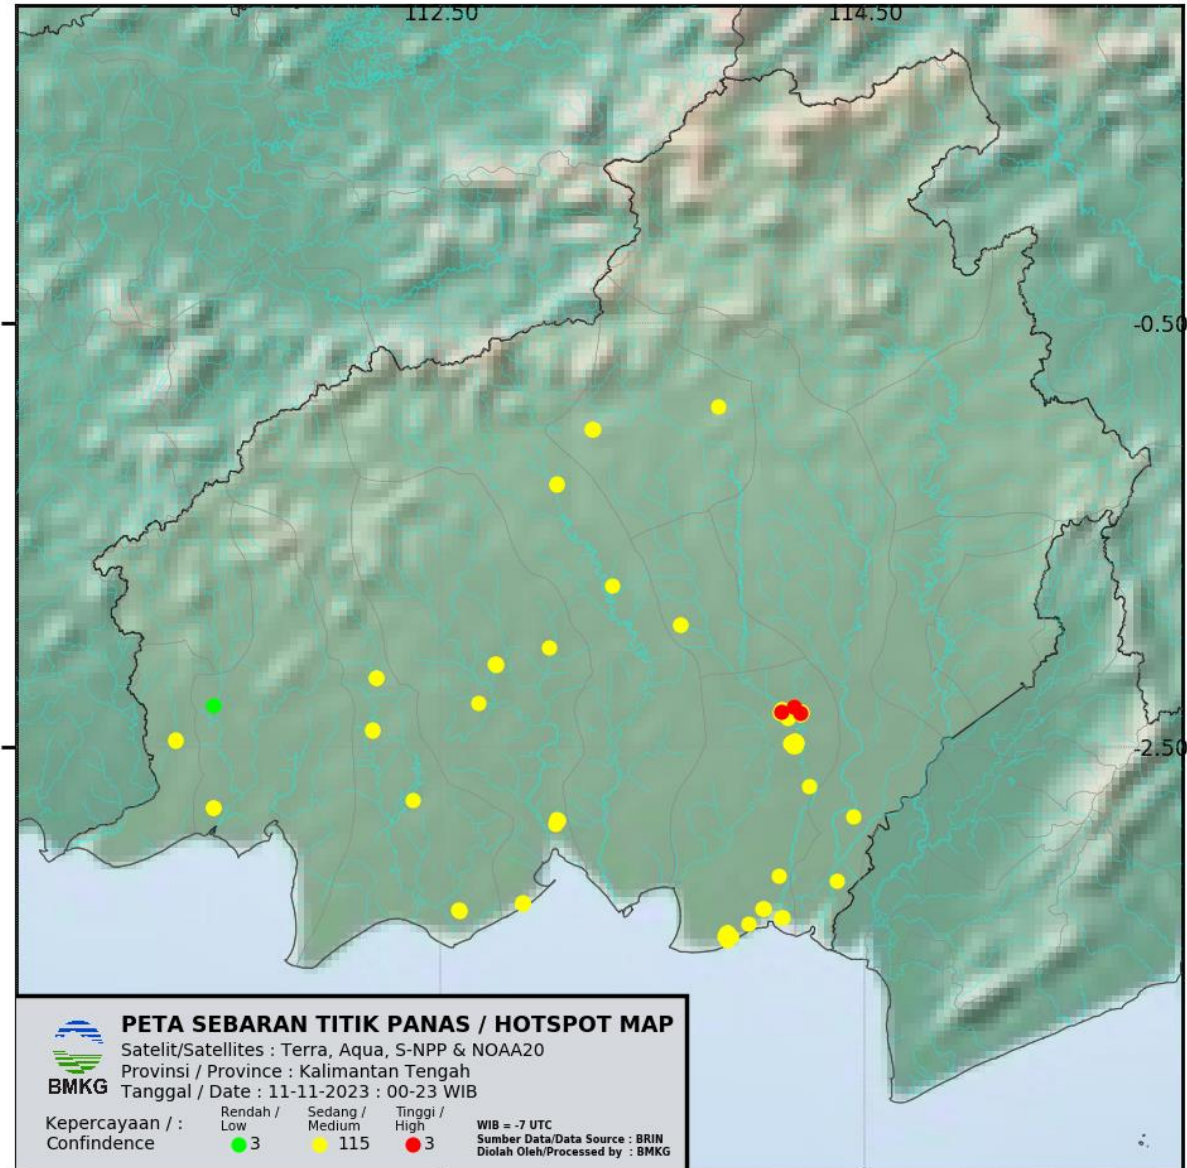 112.50
114.50
-0.50
-2.50
PETA SEBARAN TITIK PANAS / HOTSPOT MAP
Satelit/Satellites : Terra, Aqua, S-NPP & NOAA20
Provinsi / Province : Kalimantan Tengah
Tanggal / Date : 11-11-2023 : 00-23 WIB
BMKG
Kepercayaan / :
Confindence
Rendah /
Low
3
Sedang /
Medium
115
Tinggi /
High
3
WIB = -7 UTC
Sumber Data/Data Source : BRIN
Diolah Oleh/Processed by : BMKG